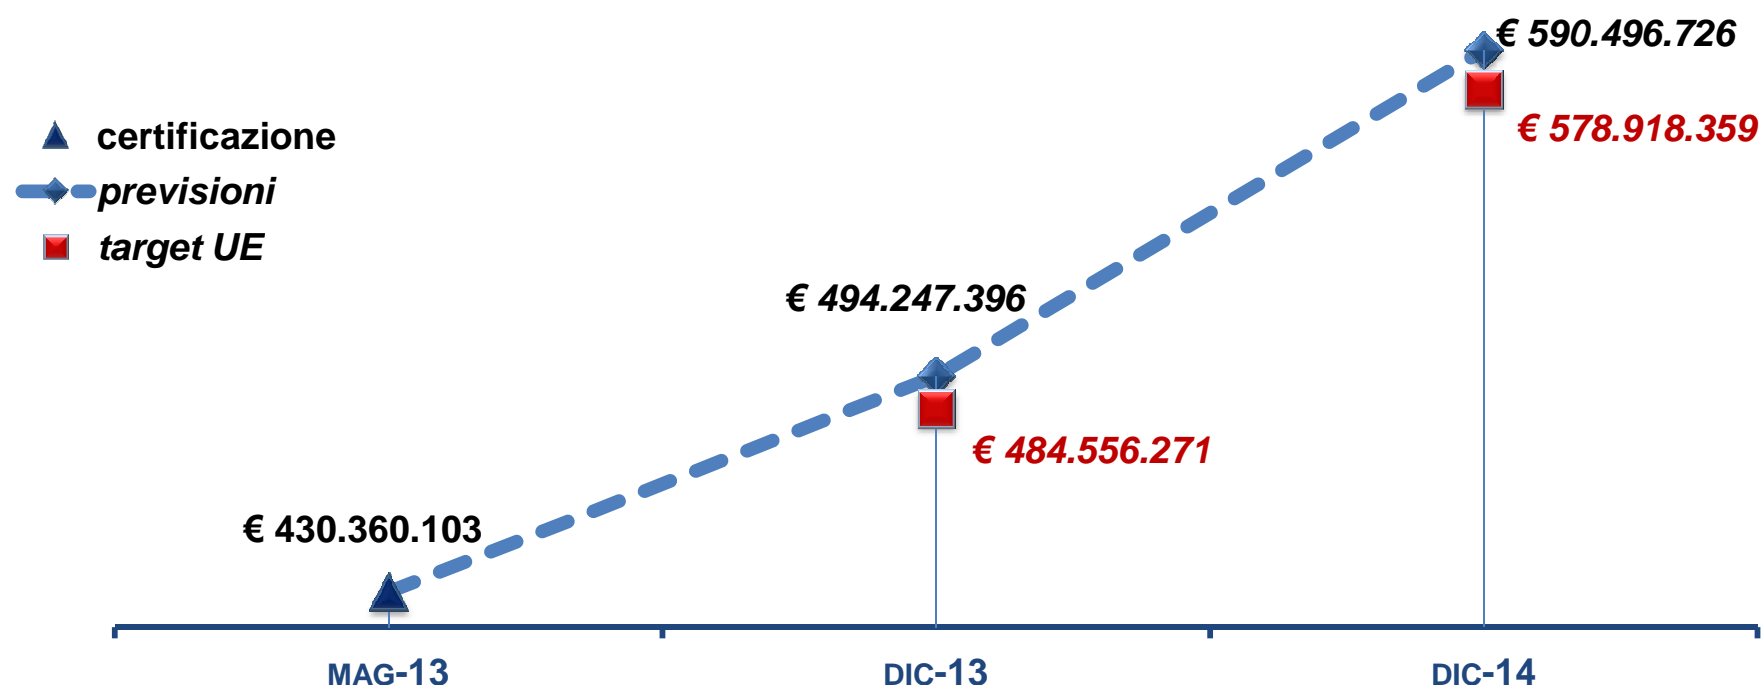 € 590.496.726
certificazione
€ 578.918.359
previsioni
target UE
€ 494.247.396
€ 484.556.271
€ 430.360.103
MAG-13
DIC-13
DIC-14